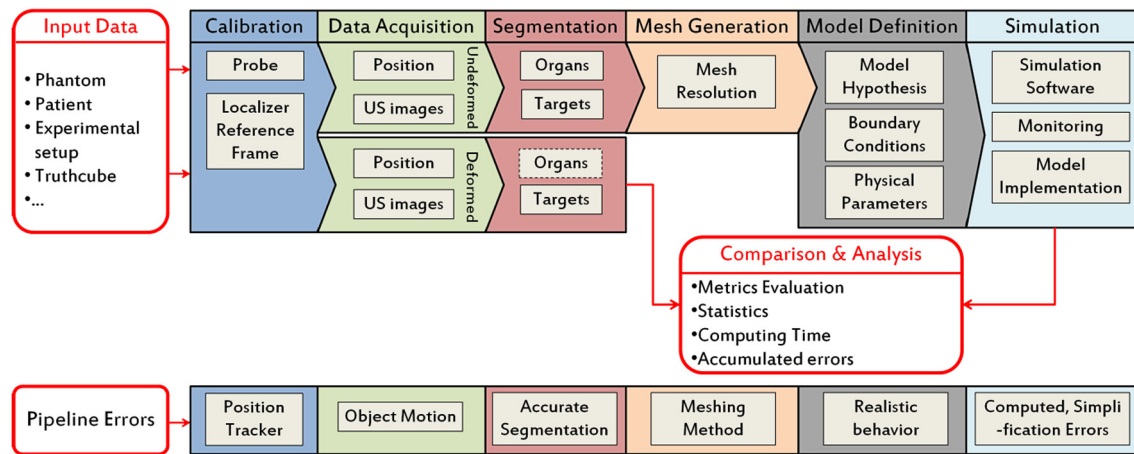 Input Data
• Phantom
• Patient
• Experimental
setup
• Truthcube
•...
Calibration
Probe
Localizer
Reference
Frame
Data Acquisition
Position
US images
Undeformed
Position
US images
Deformed
Segmentation
Organs
Targets
Organs
Targets
Mesh Generation
Mesh
Resolution
Model Definition
Model
Hypothesis
Boundary
Conditions
Physical
Parameters
Simulation
Simulation
Software
Monitoring
Model
Implementation
Comparison & Analysis
•Metrics Evaluation
•Statistics
•Computing Time
•Accumulated errors
Pipeline Errors
Position
Tracker
Object Motion
Accurate
Segmentation
Meshing
Method
Realistic
behavior
Computed, Simpli
-fication Errors